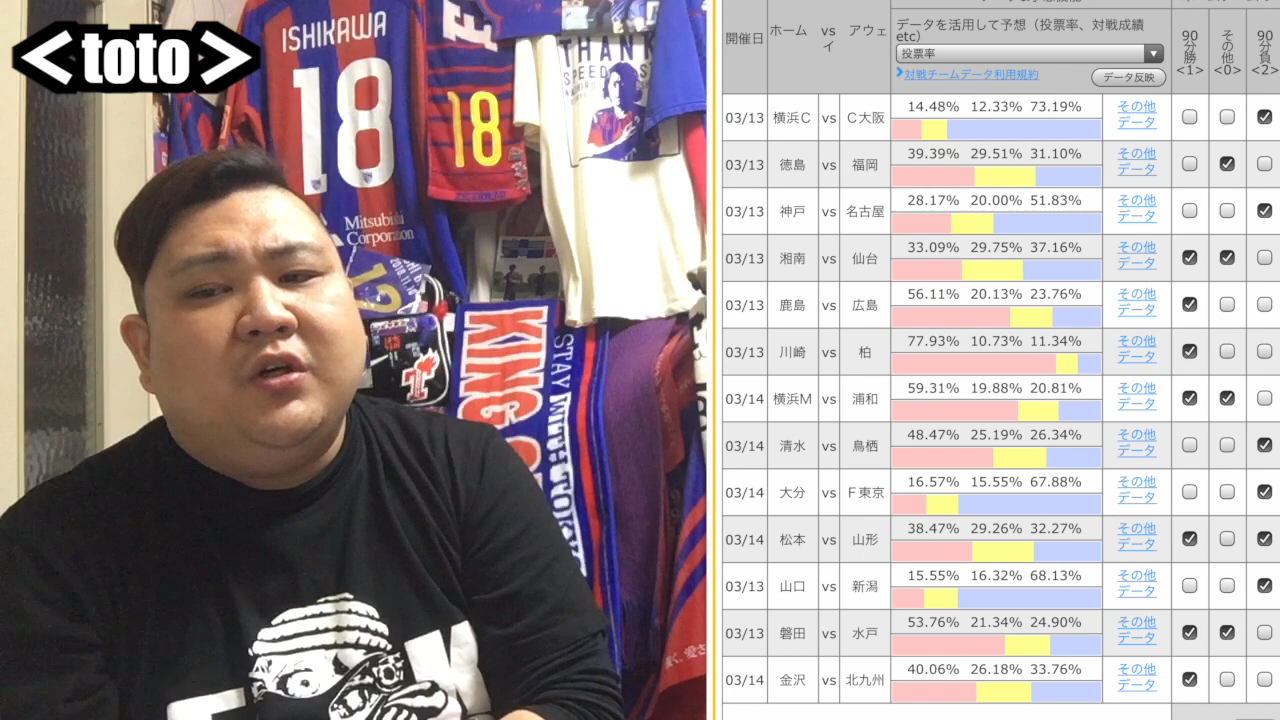 <toto>
ISHIKAWA
18
18
THANK
SPEED
Mitsubishi
Corporation
12
KING OF
STAY
TOKYO
開催日 ホーム vs アウェイ
データを活用して予想（投票率　対戦成績 etc）
投票率
対戦チームデータ利用規約
データ反映
90分勝<1>
その他<0>
90分負<2>
03/13 横浜C vs C大阪 14.48% 12.33% 73.19% その他データ
03/13 徳島 vs 福岡 39.39% 29.51% 31.10% その他データ
03/13 神戸 vs 名古屋 28.17% 20.00% 51.83% その他データ
03/13 湘南 vs 仙台 33.09% 29.75% 37.16% その他データ
03/13 鹿島 vs 広島 56.11% 20.13% 23.76% その他データ
03/13 川崎 vs 柏 77.93% 10.73% 11.34% その他データ
03/14 横浜M vs 浦和 59.31% 19.88% 20.81% その他データ
03/14 清水 vs 鳥栖 48.47% 25.19% 26.34% その他データ
03/14 大分 vs F東京 16.57% 15.55% 67.88% その他データ
03/14 松本 vs 山形 38.47% 29.26% 32.27% その他データ
03/13 山口 vs 新潟 15.55% 16.32% 68.13% その他データ
03/13 磐田 vs 水戸 53.76% 21.34% 24.90% その他データ
03/14 金沢 vs 北九州 40.06% 26.18% 33.76% その他データ